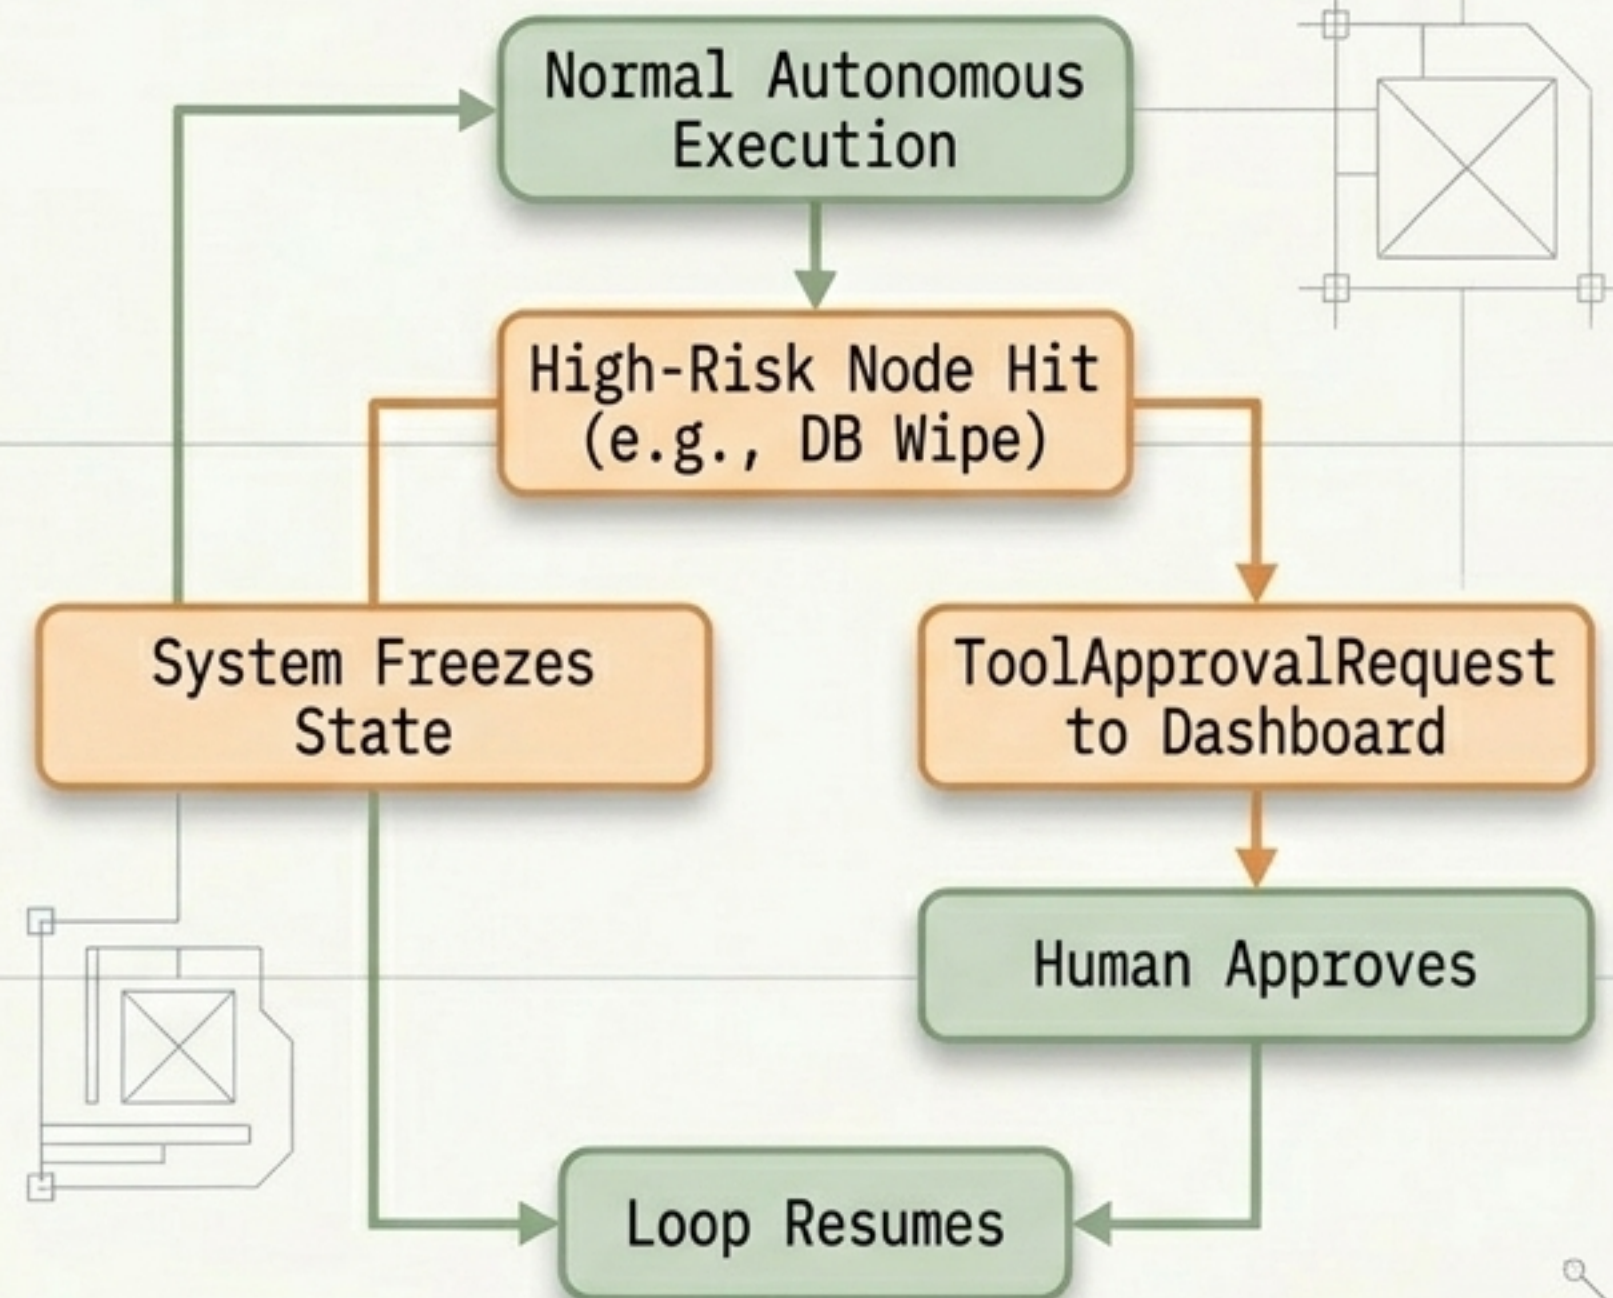 Normal Autonomous
Execution
High-Risk Node Hit
(e.g., DB Wipe)
System Freezes
State
ToolApprovalRequest
to Dashboard
Human Approves
Loop Resumes